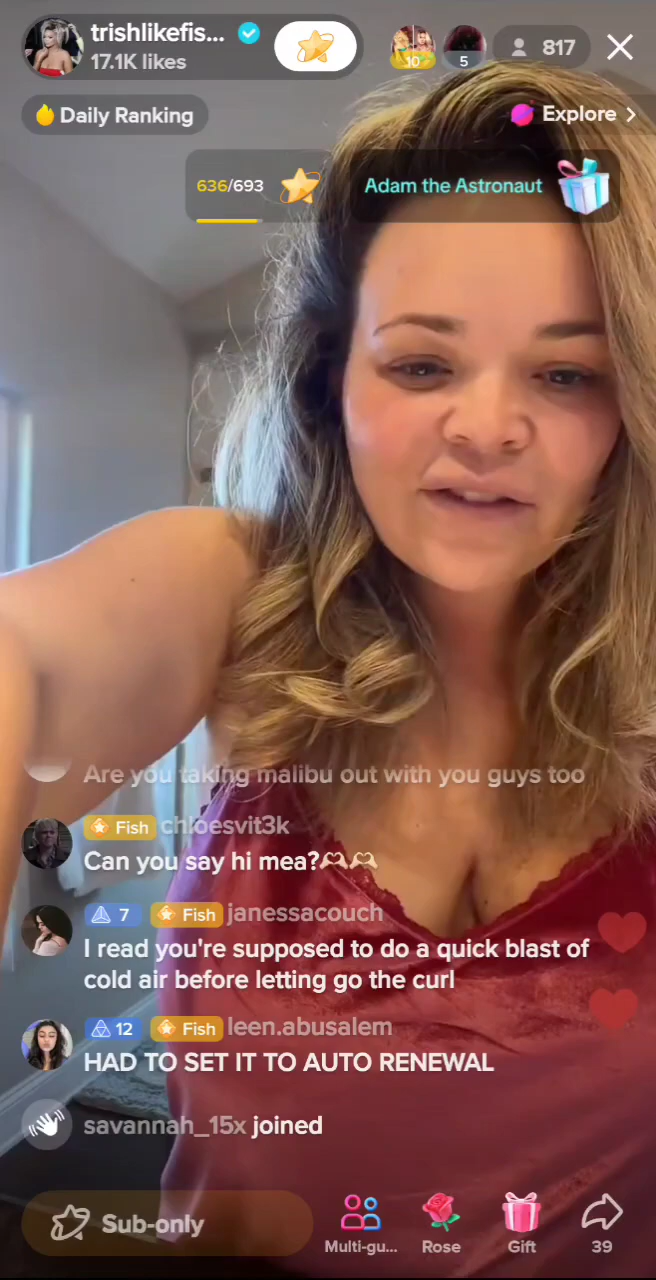 trishlikefis...
17.1K likes
10
5
817
Daily Ranking
Explore >
636/693
Adam the Astronaut
Are you taking malibu out with you guys too
Fish chloesvit3k
Can you say hi mea?🫶🫶
7 Fish janessacouch
I read you're supposed to do a quick blast of
cold air before letting go the curl
12 Fish leen.abusalem
HAD TO SET IT TO AUTO RENEWAL
savannah_15x joined
Sub-only
Multi-gu...
Rose
Gift
39